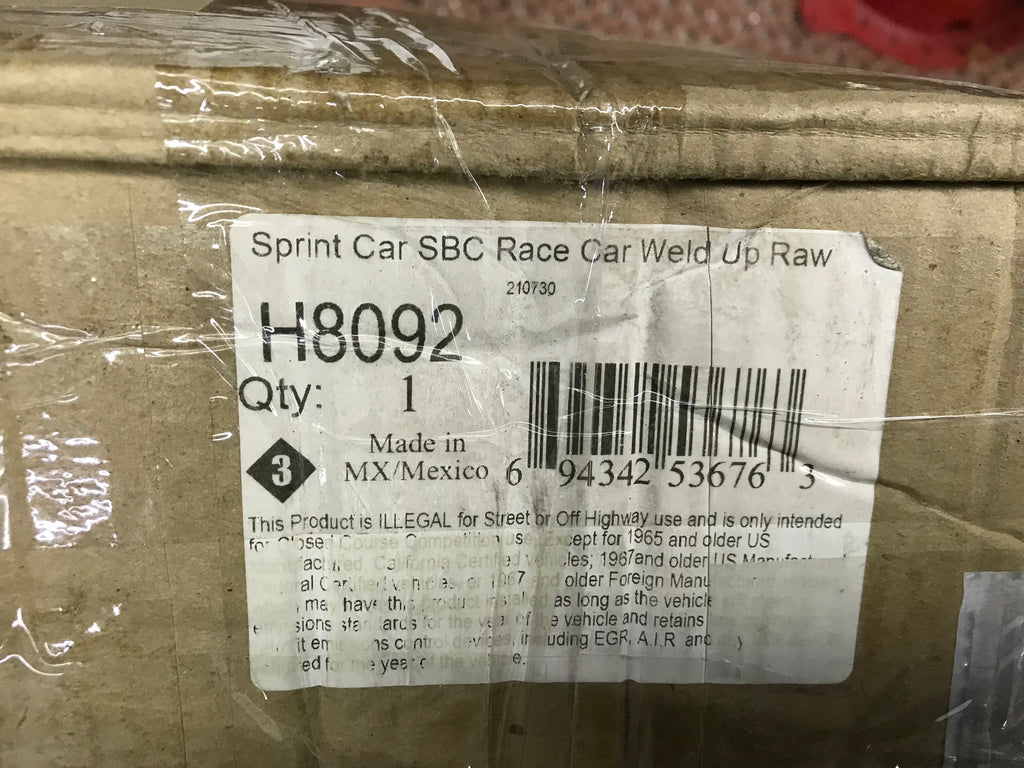 Sprint Car SBC Race Car Weld Up Raw
210730
H8092
Qty: 1
3
Made in
MX/Mexico
6 94342 53676 3
This Product is ILLEGAL for Street or Off Highway use and is only intended
Closed Course Competition use. Except for 1965 and older US
California Certified vehicles; 1967and older US
Certified vehicles or 1967 and older Foreign
may have this product installed as long as the vehicle
standards for the year of the vehicle and retains
emissions control devices, including EGR, A.I.R and
for the year of the vehicle.